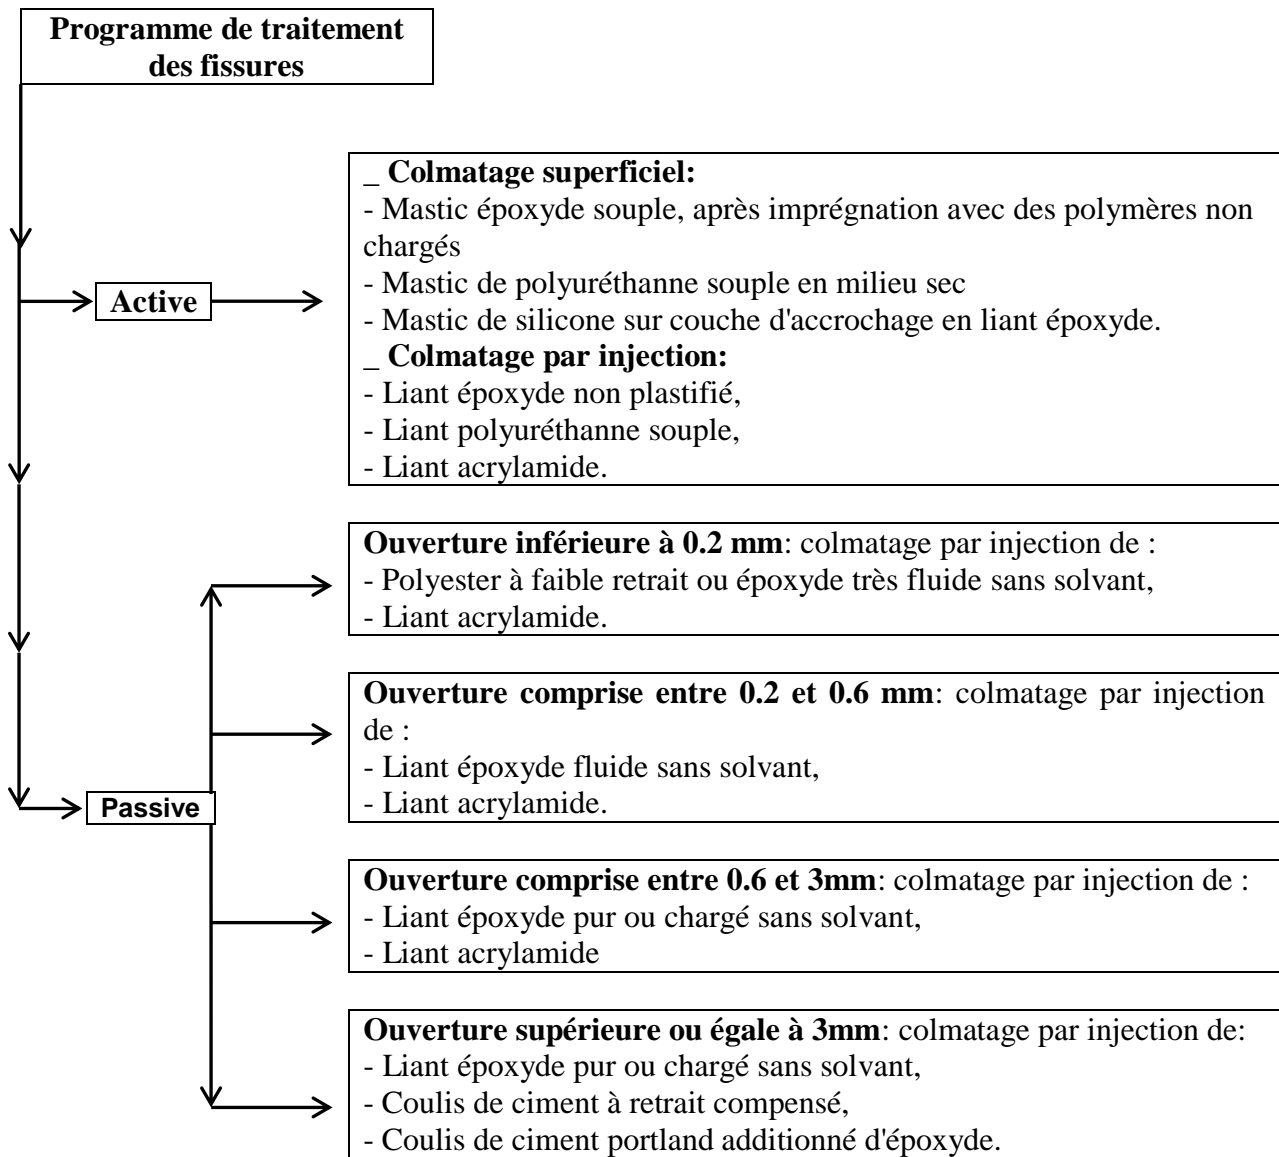 Programme de traitement
des fissures
_ Colmatage superficiel:
- Mastic époxyde souple, après imprégnation avec des polymères non
chargés
- Mastic de polyuréthanne souple en milieu sec
- Mastic de silicone sur couche d'accrochage en liant époxyde.
_ Colmatage par injection:
- Liant époxyde non plastifié,
- Liant polyuréthanne souple,
- Liant acrylamide.
Active
Ouverture inférieure à 0.2 mm: colmatage par injection de :
- Polyester à faible retrait ou époxyde très fluide sans solvant,
- Liant acrylamide.
Ouverture comprise entre 0.2 et 0.6 mm: colmatage par injection
de :
- Liant époxyde fluide sans solvant,
- Liant acrylamide.
Passive
Ouverture comprise entre 0.6 et 3mm: colmatage par injection de :
- Liant époxyde pur ou chargé sans solvant,
- Liant acrylamide
Ouverture supérieure ou égale à 3mm: colmatage par injection de:
- Liant époxyde pur ou chargé sans solvant,
- Coulis de ciment à retrait compensé,
- Coulis de ciment portland additionné d'époxyde.